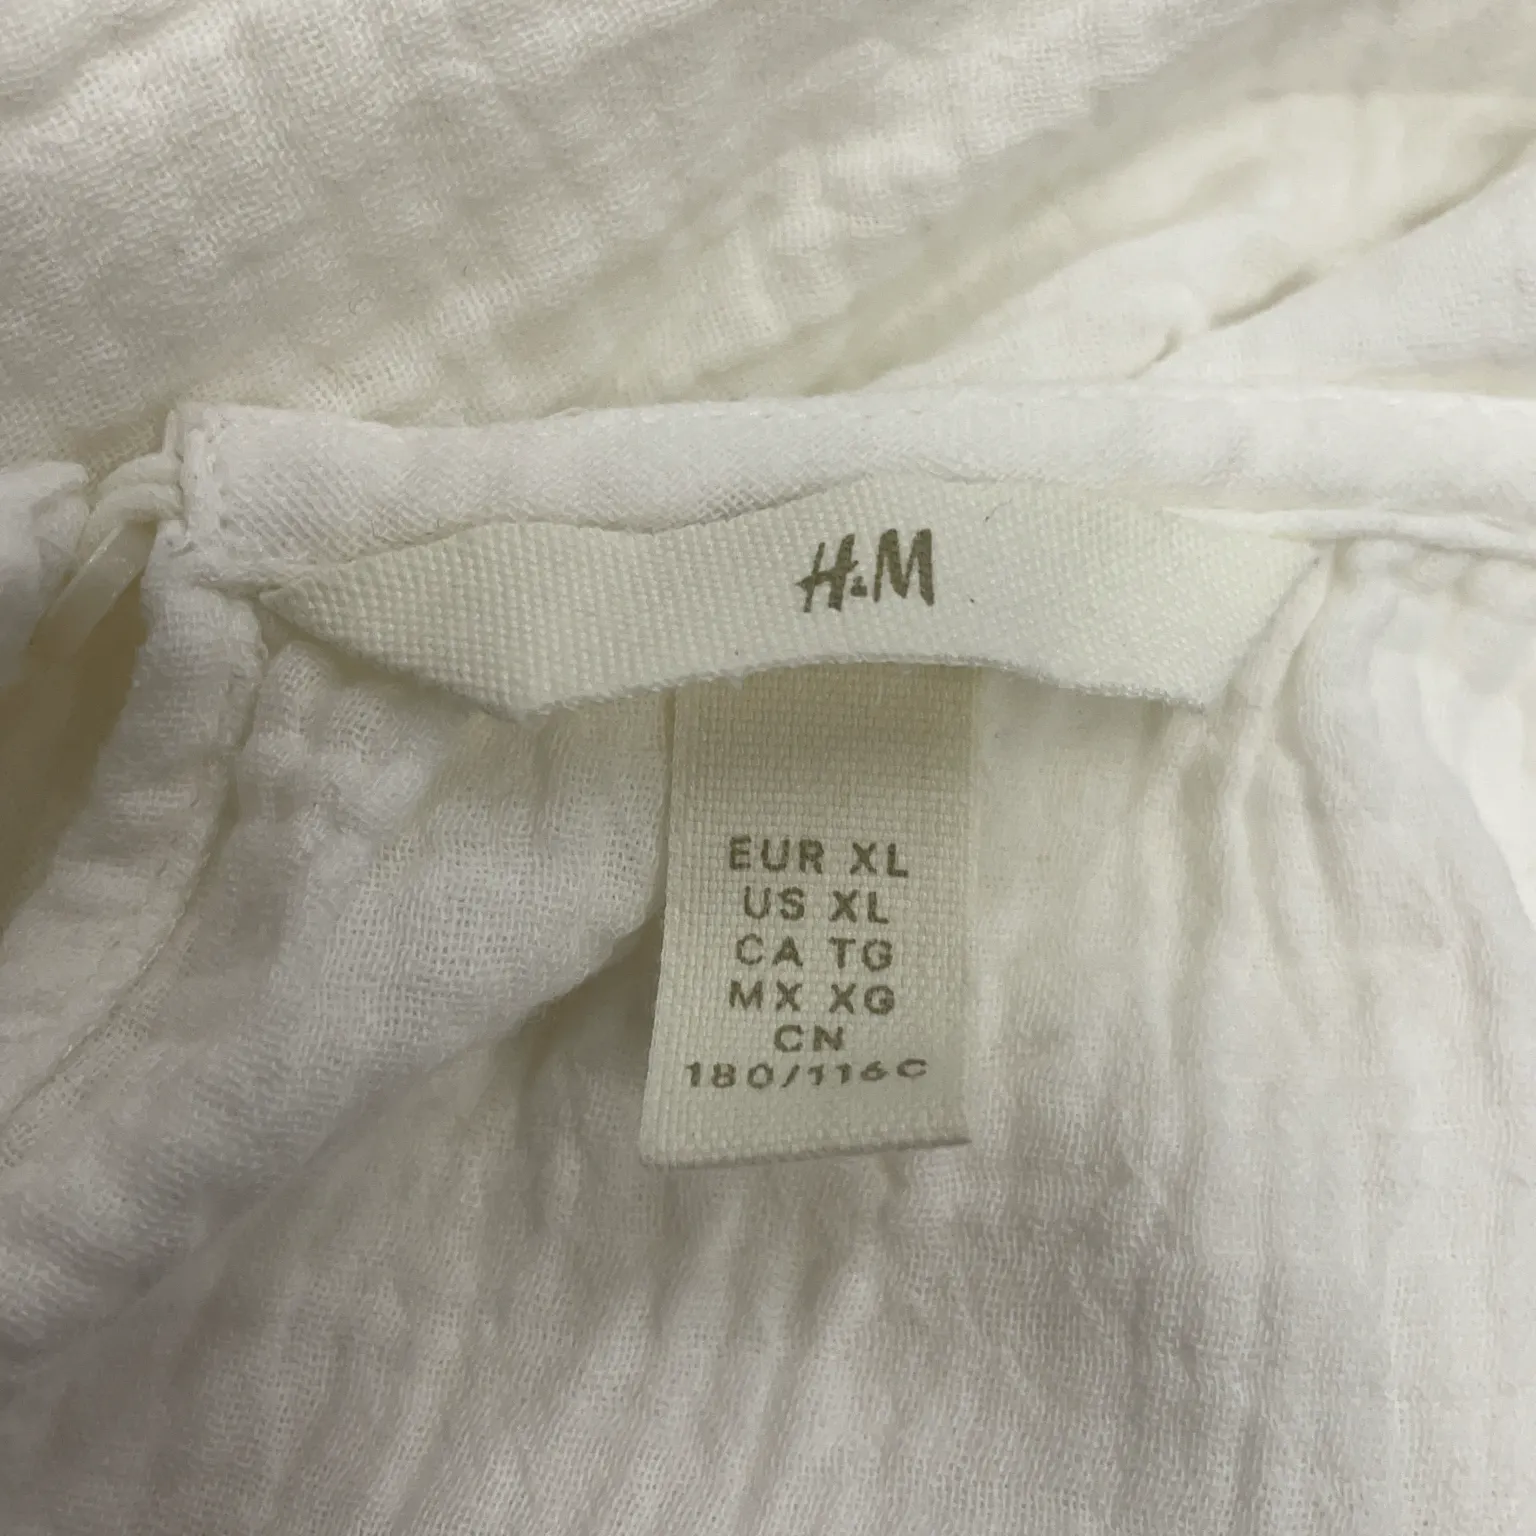 H&M
EUR XL
US XL
CA TG
MX XG
CN
180/116C